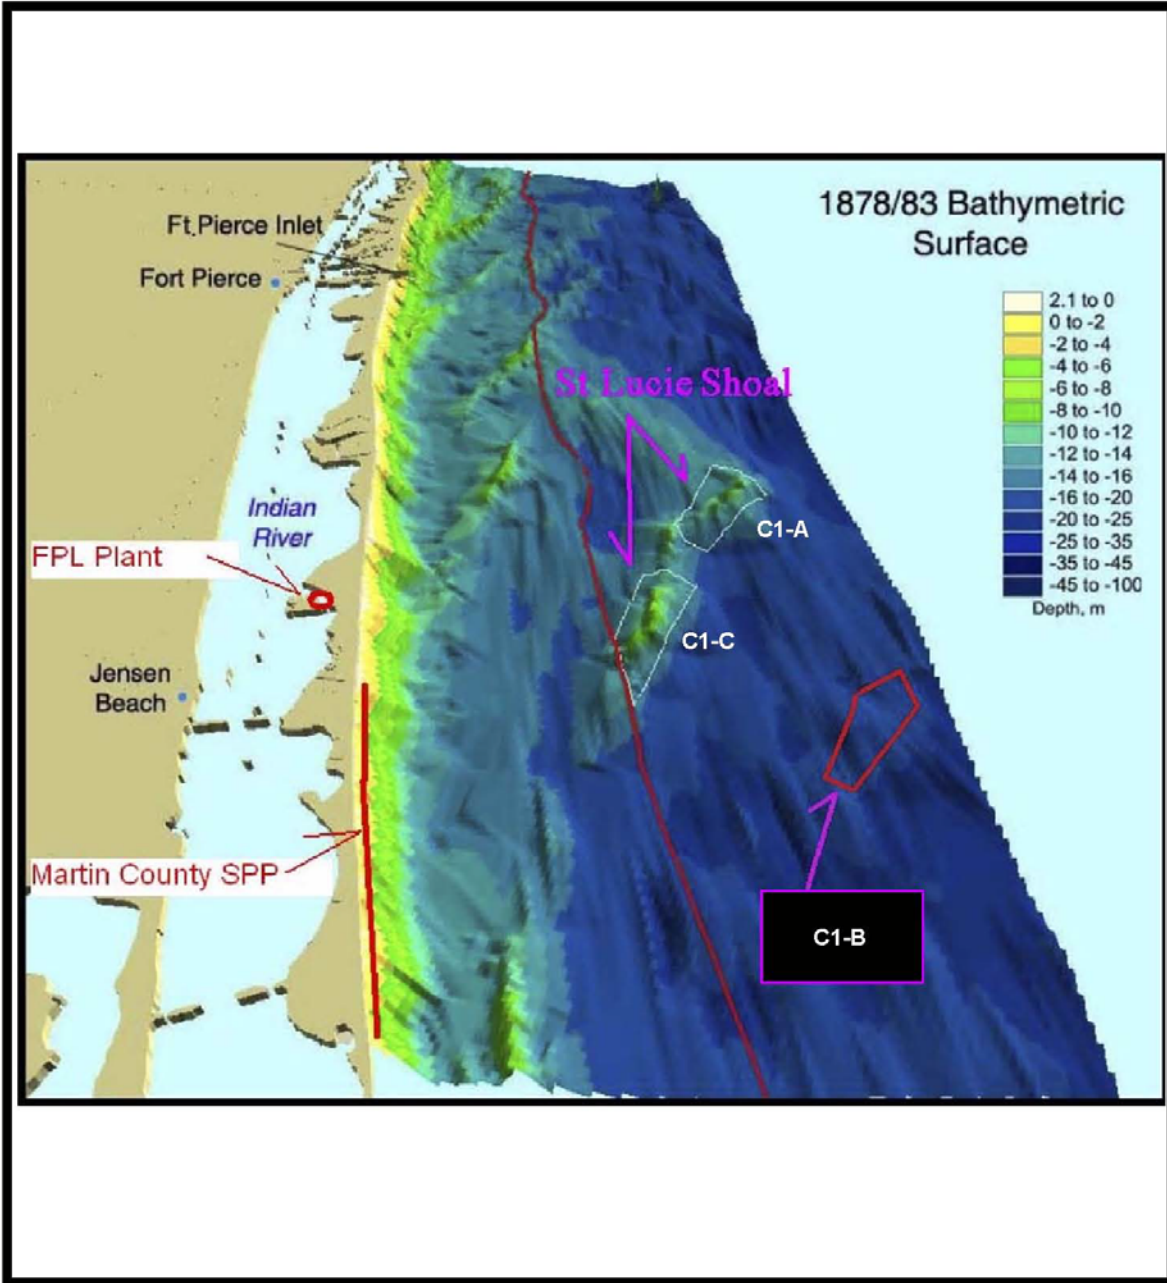 1878/83 Bathymetric
Surface
Ft.Pierce Inlet
Fort Pierce
2.1 to 0
0 to -2
-2 to -4
-4 to -6
-6 to -8
-8 to -10
-10 to -12
-12 to -14
-14 to -16
-16 to -20
-20 to -25
-25 to -35
-35 to -45
-45 to -100
Depth, m
St Lucie Shoal
Indian
River
C1-A
FPL Plant
C1-C
Jensen
Beach
Martin County SPP
C1-B